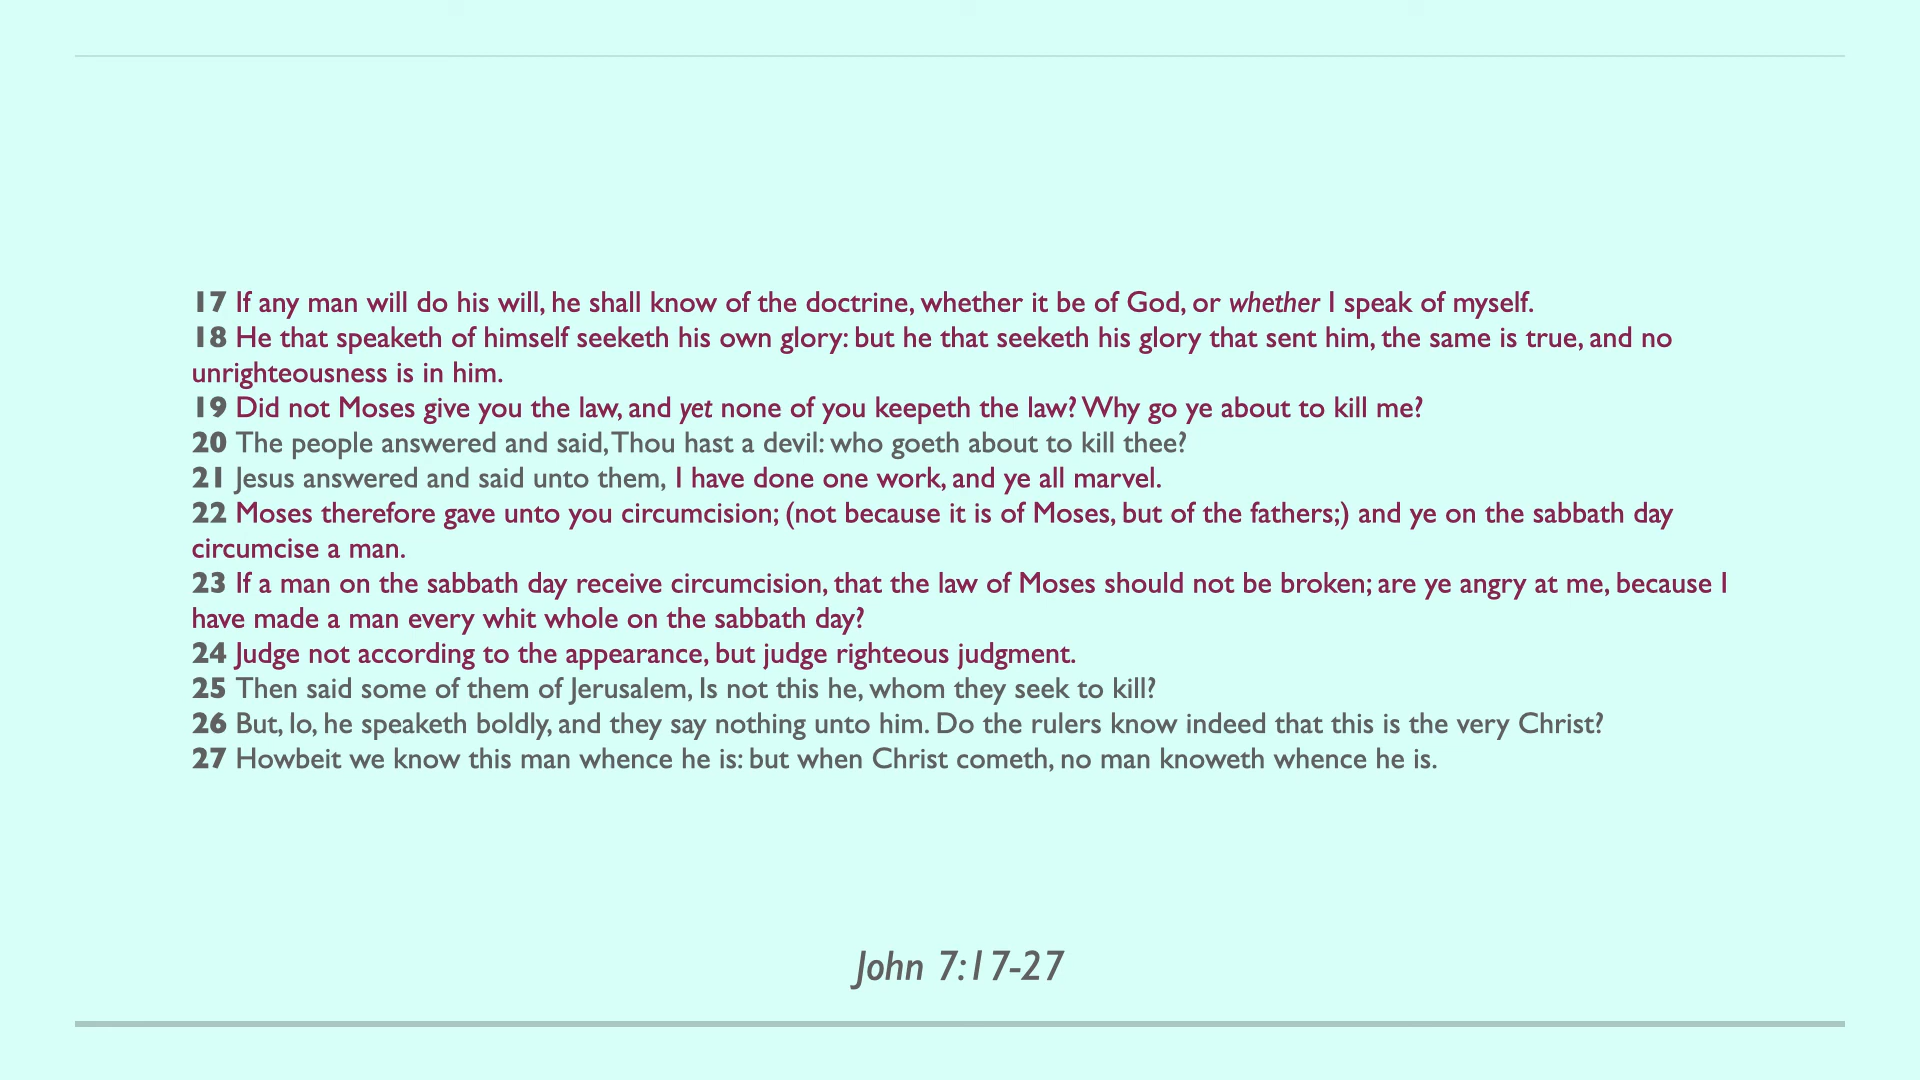 17 If any man will do his will, he shall know of the doctrine, whether it be of God, or whether I speak of myself.
18 He that speaketh of himself seeketh his own glory: but he that seeketh his glory that sent him, the same is true, and no
unrighteousness is in him.
19 Did not Moses give you the law, and yet none of you keepeth the law? Why go ye about to kill me?
20 The people answered and said, Thou hast a devil: who goeth about to kill thee?
21 Jesus answered and said unto them, I have done one work, and ye all marvel.
22 Moses therefore gave unto you circumcision; (not because it is of Moses, but of the fathers;) and ye on the sabbath day
circumcise a man.
23 If a man on the sabbath day receive circumcision, that the law of Moses should not be broken; are ye angry at me, because I
have made a man every whit whole on the sabbath day?
24 Judge not according to the appearance, but judge righteous judgment.
25 Then said some of them of Jerusalem, Is not this he, whom they seek to kill?
26 But, lo, he speaketh boldly, and they say nothing unto him. Do the rulers know indeed that this is the very Christ?
27 Howbeit we know this man whence he is: but when Christ cometh, no man knoweth whence he is.
John 7:17-27